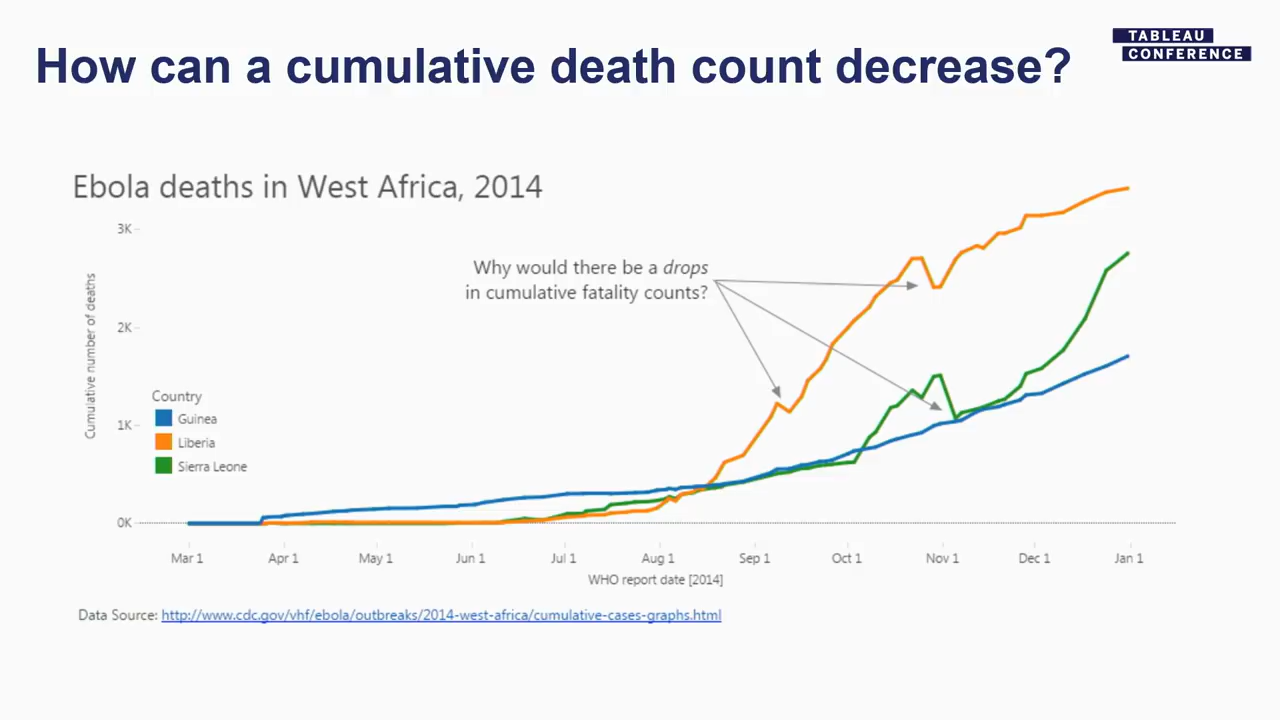 How can a cumulative death count decrease?
TABLEAU
CONFERENCE
Ebola deaths in West Africa, 2014
3K
2K
1K
0K
Cumulative number of deaths
Why would there be a drops
in cumulative fatality counts?
Country
Guinea
Liberia
Sierra Leone
Mar 1 Apr 1 May 1 Jun 1 Jul 1 Aug 1 Sep 1 Oct 1 Nov 1 Dec 1 Jan 1
WHO report date [2014]
Data Source: http://www.cdc.gov/vhf/ebola/outbreaks/2014-west-africa/cumulative-cases-graphs.html